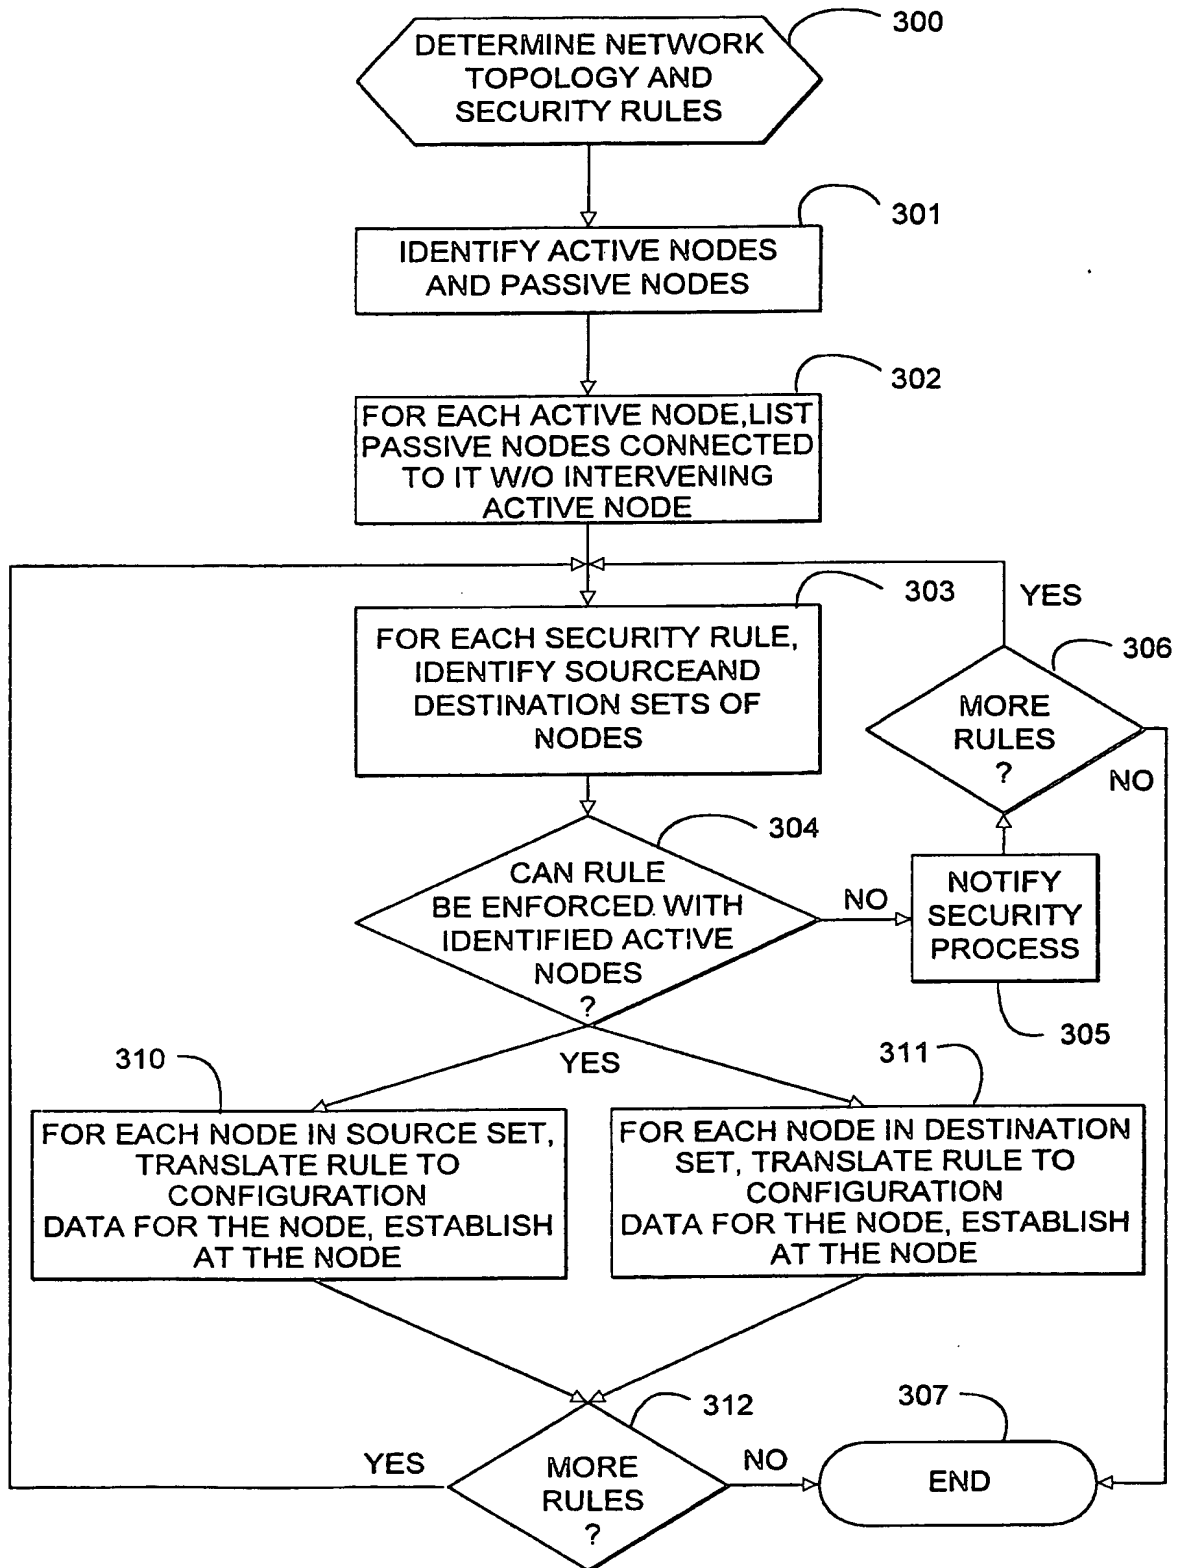 300
DETERMINE NETWORK
TOPOLOGY AND
SECURITY RULES
301
IDENTIFY ACTIVE NODES
AND PASSIVE NODES
302
FOR EACH ACTIVE NODE,LIST
PASSIVE NODES CONNECTED
TO IT W/O INTERVENING
ACTIVE NODE
303
FOR EACH SECURITY RULE,
IDENTIFY SOURCEAND
DESTINATION SETS OF
NODES
YES
306
MORE
RULES
?
NO
304
CAN RULE
BE ENFORCED WITH
IDENTIFIED ACTIVE
NODES
?
NO
NOTIFY
SECURITY
PROCESS
305
YES
310
FOR EACH NODE IN SOURCE SET,
TRANSLATE RULE TO
CONFIGURATION
DATA FOR THE NODE, ESTABLISH
AT THE NODE
311
FOR EACH NODE IN DESTINATION
SET, TRANSLATE RULE TO
CONFIGURATION
DATA FOR THE NODE, ESTABLISH
AT THE NODE
312
YES
MORE
RULES
?
NO
307
END